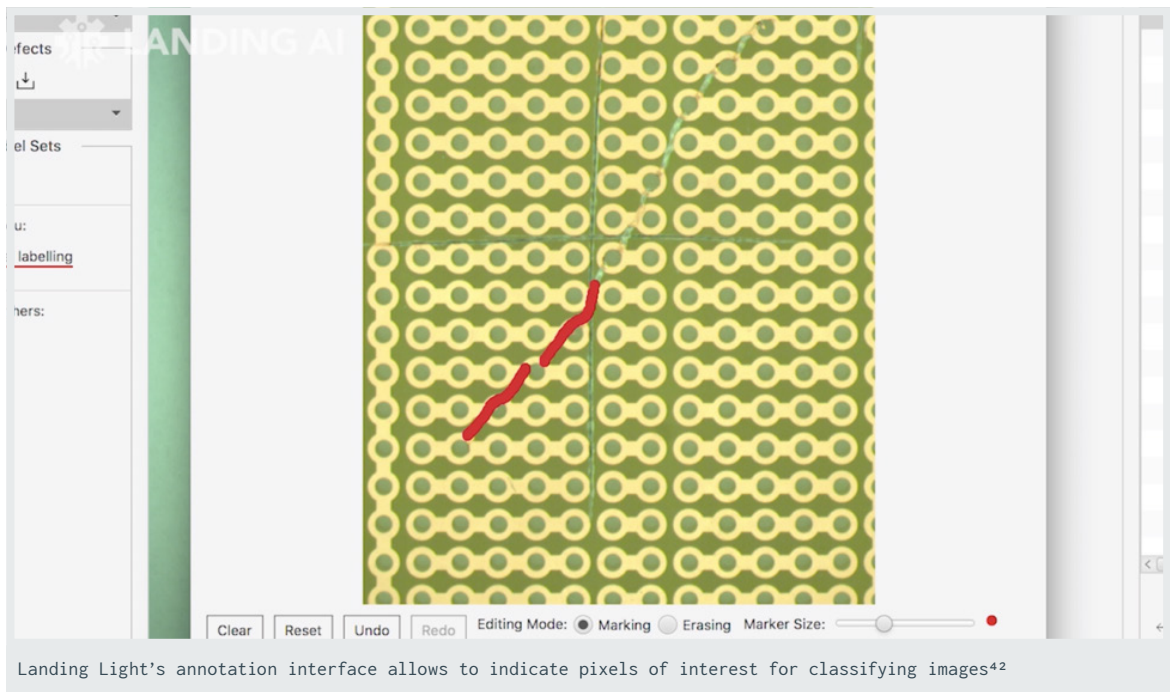 LANDING AI
fects
el Sets
u:
labelling
hers:
Clear Reset Undo Redo Editing Mode: Marking Erasing Marker Size:
Landing Light’s annotation interface allows to indicate pixels of interest for classifying images⁴²